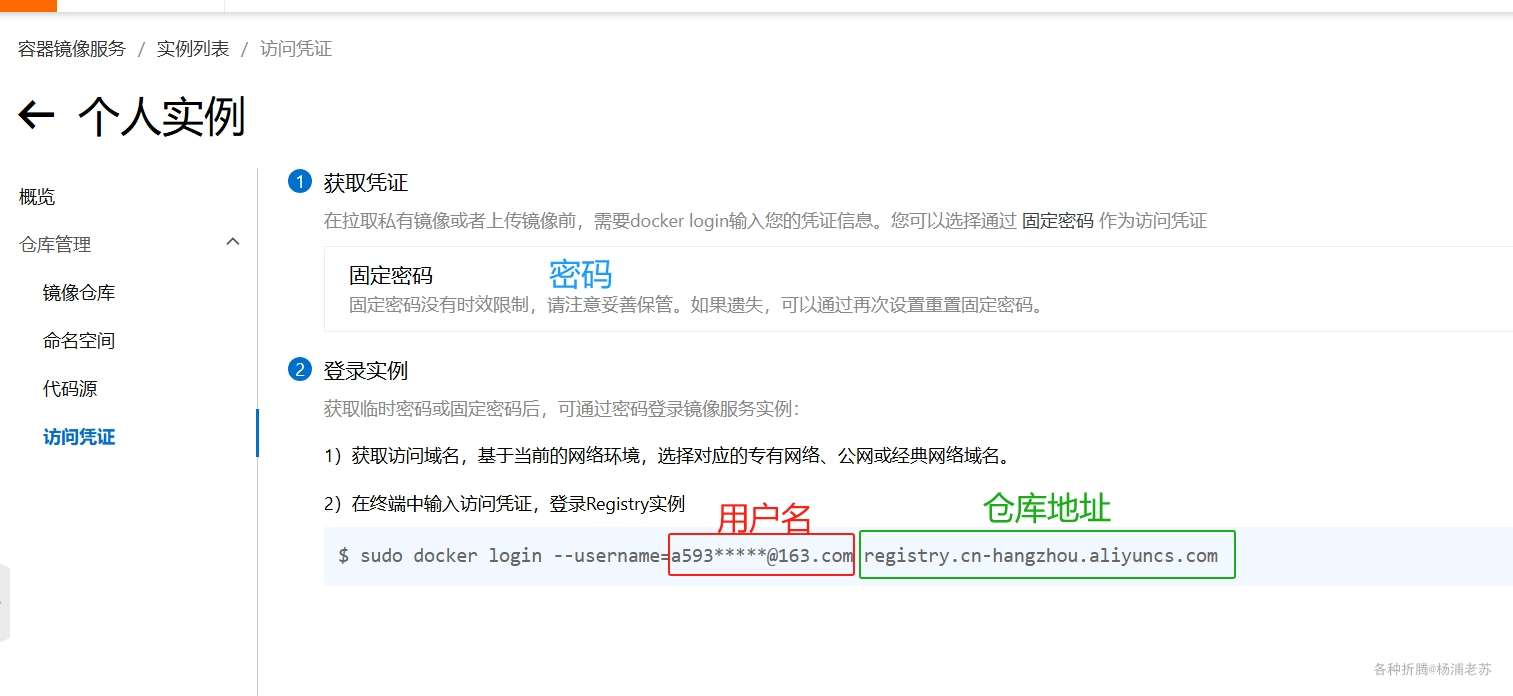 容器镜像服务 / 实例列表 / 访问凭证
← 个人实例
概览
仓库管理
镜像仓库
命名空间
代码源
访问凭证
1 获取凭证
在拉取私有镜像或者上传镜像前，需要docker login输入您的凭证信息。您可以选择通过 固定密码 作为访问凭证
固定密码
密码
固定密码没有时效限制，请注意妥善保管。如果遗失，可以通过再次设置重置固定密码。
2 登录实例
获取临时密码或固定密码后，可通过密码登录镜像服务实例：
1）获取访问域名，基于当前的网络环境，选择对应的专有网络、公网或经典网络域名。
2）在终端中输入访问凭证，登录Registry实例
用户名
仓库地址
$ sudo docker login --username=a593*****@163.com registry.cn-hangzhou.aliyuncs.com
各种折腾@杨浦老苏